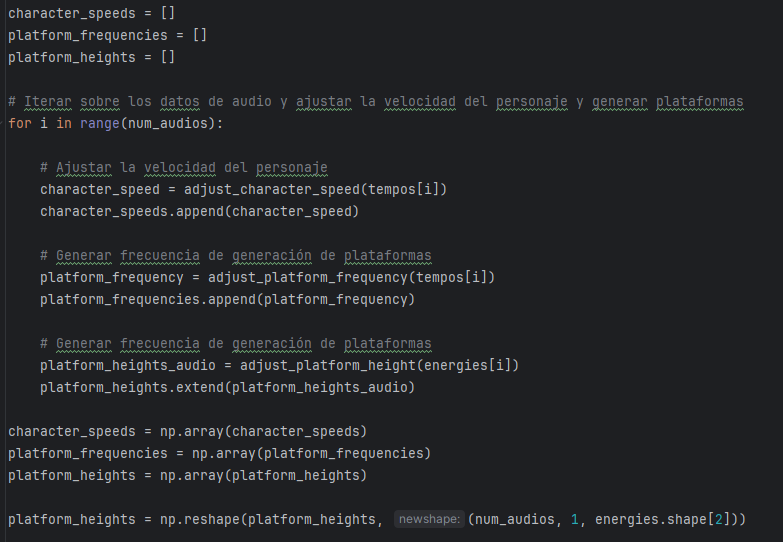 character_speeds = []
platform_frequencies = []
platform_heights = []
# Iterar sobre los datos de audio y ajustar la velocidad del personaje y generar plataformas
for i in range(num_audios):
# Ajustar la velocidad del personaje
character_speed = adjust_character_speed(tempos[i])
character_speeds.append(character_speed)
# Generar frecuencia de generación de plataformas
platform_frequency = adjust_platform_frequency(tempos[i])
platform_frequencies.append(platform_frequency)
# Generar frecuencia de generación de plataformas
platform_heights_audio = adjust_platform_height(energies[i])
platform_heights.extend(platform_heights_audio)
character_speeds = np.array(character_speeds)
platform_frequencies = np.array(platform_frequencies)
platform_heights = np.array(platform_heights)
platform_heights = np.reshape(platform_heights, newshape: (num_audios, 1, energies.shape[2]))